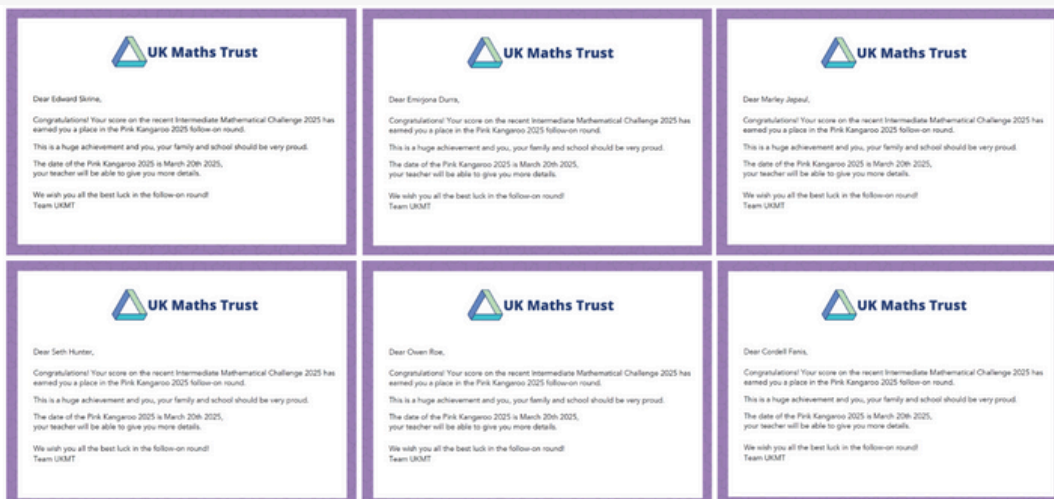 UK Maths Trust
Dear Edward Skrine,
Congratulations! Your score on the recent Intermediate Mathematical Challenge 2025 has
earned you a place in the Pink Kangaroo 2025 follow-on round.
This is a huge achievement and you, your family and school should be very proud.
The date of the Pink Kangaroo 2025 is March 20th 2025,
your teacher will be able to give you more details.
We wish you all the best luck in the follow-on round!
Team UKMT
UK Maths Trust
Dear Emirjona Durra,
Congratulations! Your score on the recent Intermediate Mathematical Challenge 2025 has
earned you a place in the Pink Kangaroo 2025 follow-on round.
This is a huge achievement and you, your family and school should be very proud.
The date of the Pink Kangaroo 2025 is March 20th 2025,
your teacher will be able to give you more details.
We wish you all the best luck in the follow-on round!
Team UKMT
UK Maths Trust
Dear Marley Japaul,
Congratulations! Your score on the recent Intermediate Mathematical Challenge 2025 has
earned you a place in the Pink Kangaroo 2025 follow-on round.
This is a huge achievement and you, your family and school should be very proud.
The date of the Pink Kangaroo 2025 is March 20th 2025,
your teacher will be able to give you more details.
We wish you all the best luck in the follow-on round!
Team UKMT
UK Maths Trust
Dear Seth Hunter,
Congratulations! Your score on the recent Intermediate Mathematical Challenge 2025 has
earned you a place in the Pink Kangaroo 2025 follow-on round.
This is a huge achievement and you, your family and school should be very proud.
The date of the Pink Kangaroo 2025 is March 20th 2025,
your teacher will be able to give you more details.
We wish you all the best luck in the follow-on round!
Team UKMT
UK Maths Trust
Dear Owen Roe,
Congratulations! Your score on the recent Intermediate Mathematical Challenge 2025 has
earned you a place in the Pink Kangaroo 2025 follow-on round.
This is a huge achievement and you, your family and school should be very proud.
The date of the Pink Kangaroo 2025 is March 20th 2025,
your teacher will be able to give you more details.
We wish you all the best luck in the follow-on round!
Team UKMT
UK Maths Trust
Dear Cordell Fanis,
Congratulations! Your score on the recent Intermediate Mathematical Challenge 2025 has
earned you a place in the Pink Kangaroo 2025 follow-on round.
This is a huge achievement and you, your family and school should be very proud.
The date of the Pink Kangaroo 2025 is March 20th 2025,
your teacher will be able to give you more details.
We wish you all the best luck in the follow-on round!
Team UKMT